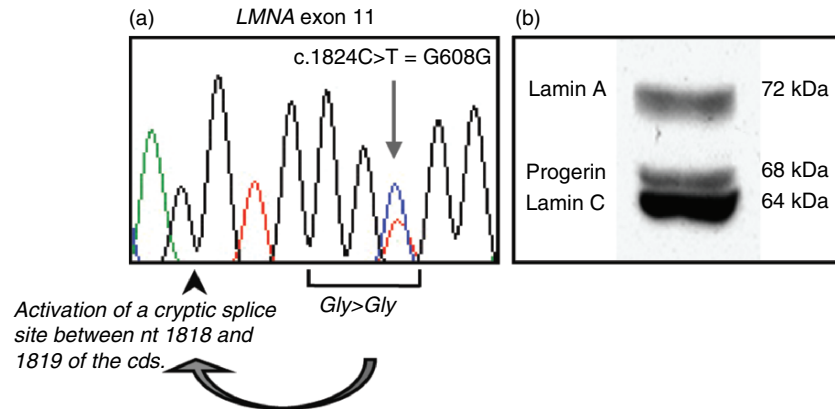 (a)
LMNA exon 11
c.1824C>T = G608G
Gly>Gly
Activation of a cryptic splice
site between nt 1818 and
1819 of the cds.
(b)
Lamin A 72 kDa
Progerin 68 kDa
Lamin C 64 kDa